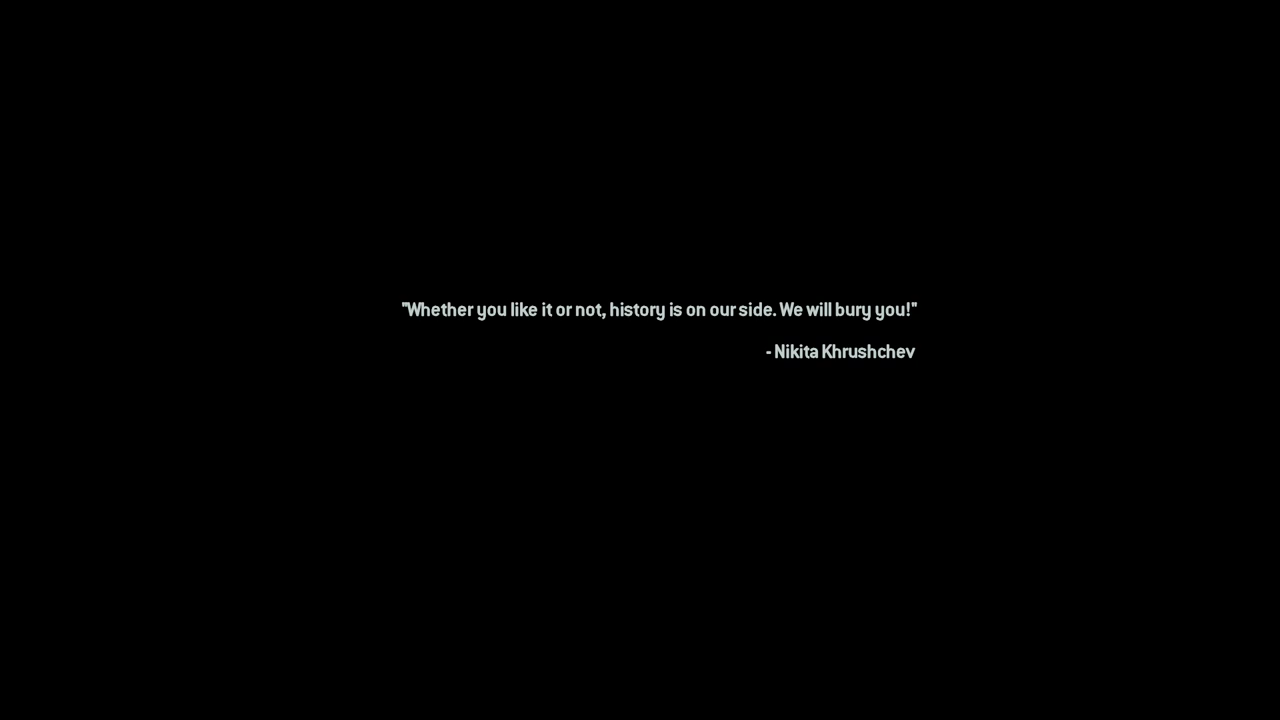 "Whether you like it or not, history is on our side. We will bury you!"
- Nikita Khrushchev